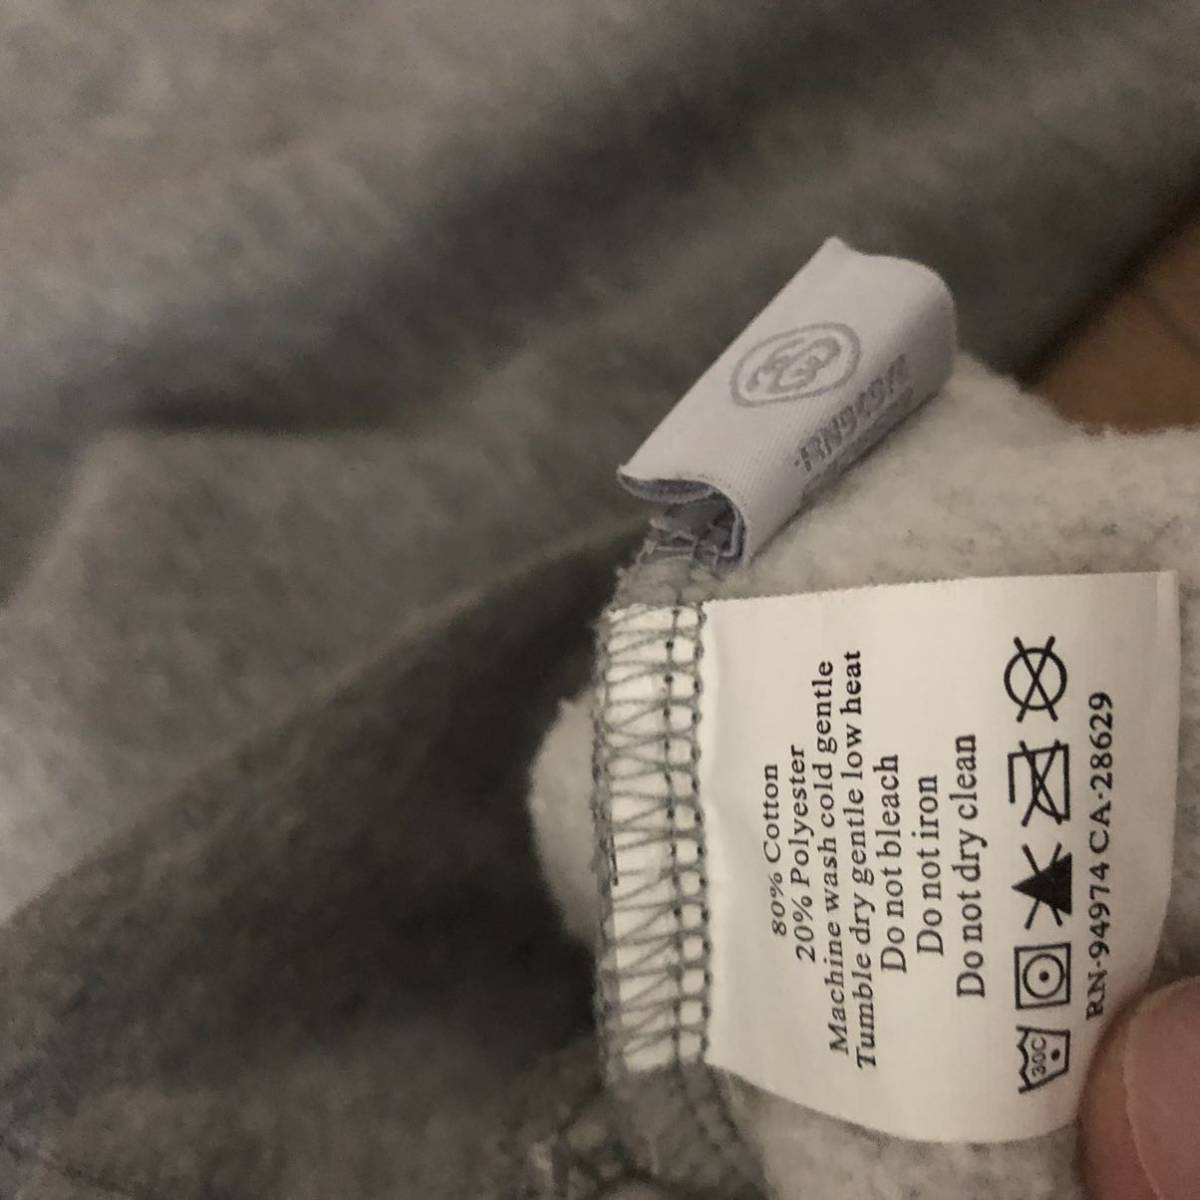 80% Cotton
20% Polyester
Machine wash cold gentle
Tumble dry gentle low heat
Do not bleach
Do not iron
Do not dry clean
30C
RN-94974 CA-28629